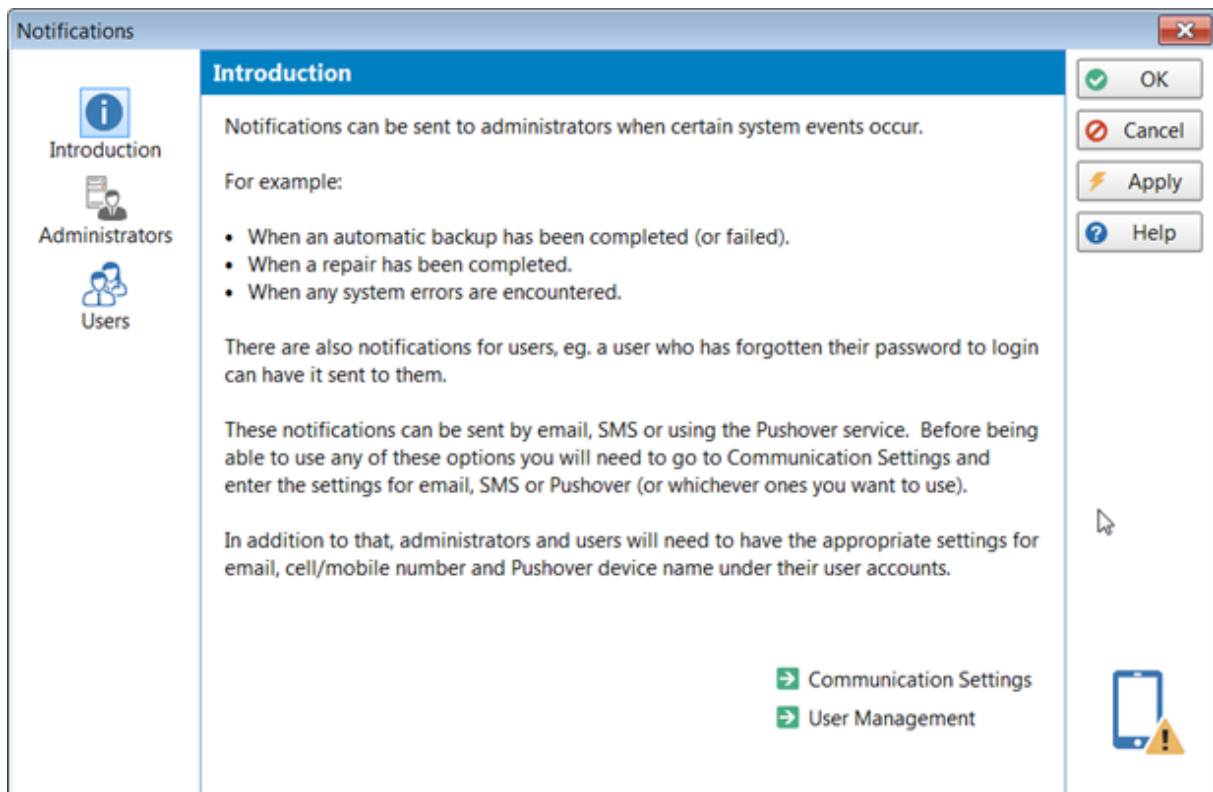 Notifications
Introduction
Administrators
Users
Introduction
Notifications can be sent to administrators when certain system events occur.
For example:
• When an automatic backup has been completed (or failed).
• When a repair has been completed.
• When any system errors are encountered.
There are also notifications for users, eg. a user who has forgotten their password to login
can have it sent to them.
These notifications can be sent by email, SMS or using the Pushover service.  Before being
able to use any of these options you will need to go to Communication Settings and
enter the settings for email, SMS or Pushover (or whichever ones you want to use).
In addition to that, administrators and users will need to have the appropriate settings for
email, cell/mobile number and Pushover device name under their user accounts.
Communication Settings
User Management
OK
Cancel
Apply
Help